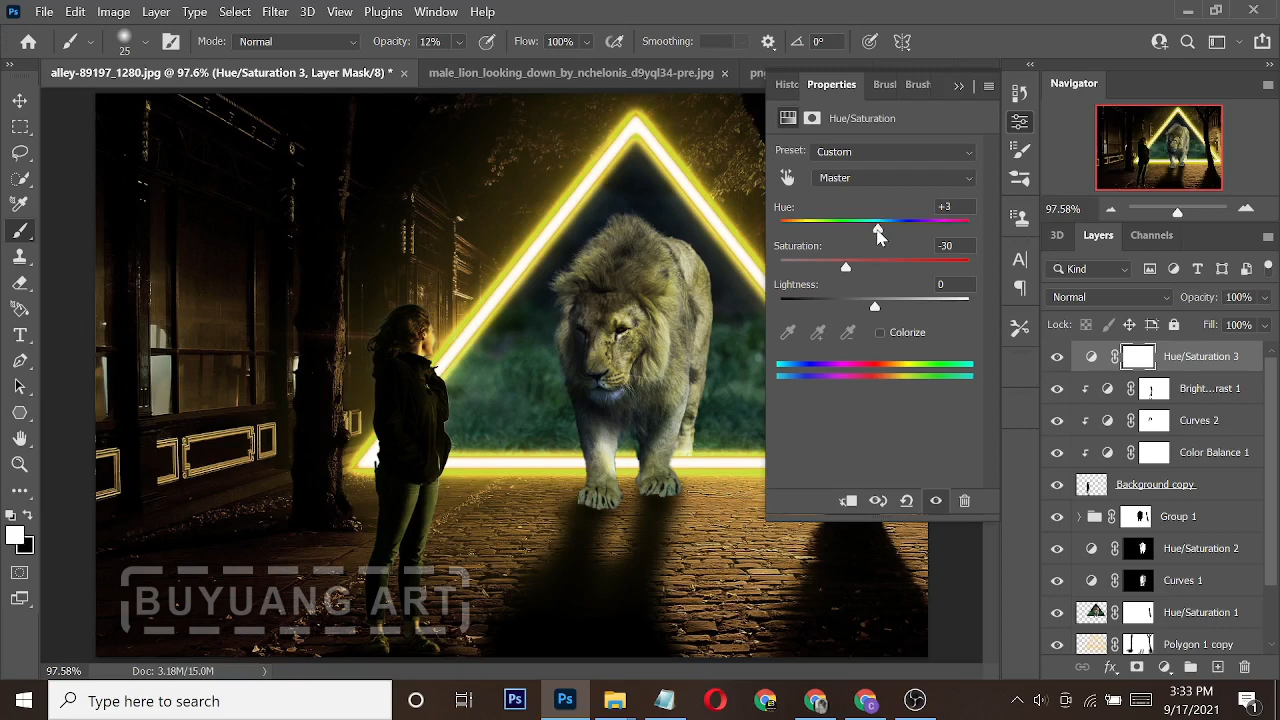 File Edit Image Layer Type Select Filter 3D View Plugins Window Help
25 Mode: Normal Opacity: 12% Flow: 100% Smoothing: 0°
alley-89197_1280.jpg @ 97.6% (Hue/Saturation 3, Layer Mask/8) * × male_lion_looking_down_by_nchelonis_d9yql34-pre.jpg × png
Histo Properties Brus Brush
Hue/Saturation
Preset: Custom
Master
Hue: +3
Saturation: -30
Lightness: 0
Colorize
Navigator
97.58%
3D Layers Channels
Kind
Normal Opacity: 100%
Lock: Fill: 100%
Hue/Saturation 3
Bright...rast 1
Curves 2
Color Balance 1
Background copy
Group 1
Hue/Saturation 2
Curves 1
Hue/Saturation 1
Polygon 1 copy
BUYJANG ART
97.58% Doc: 3.18M/15.0M
Type here to search
3:33 PM
9/17/2021